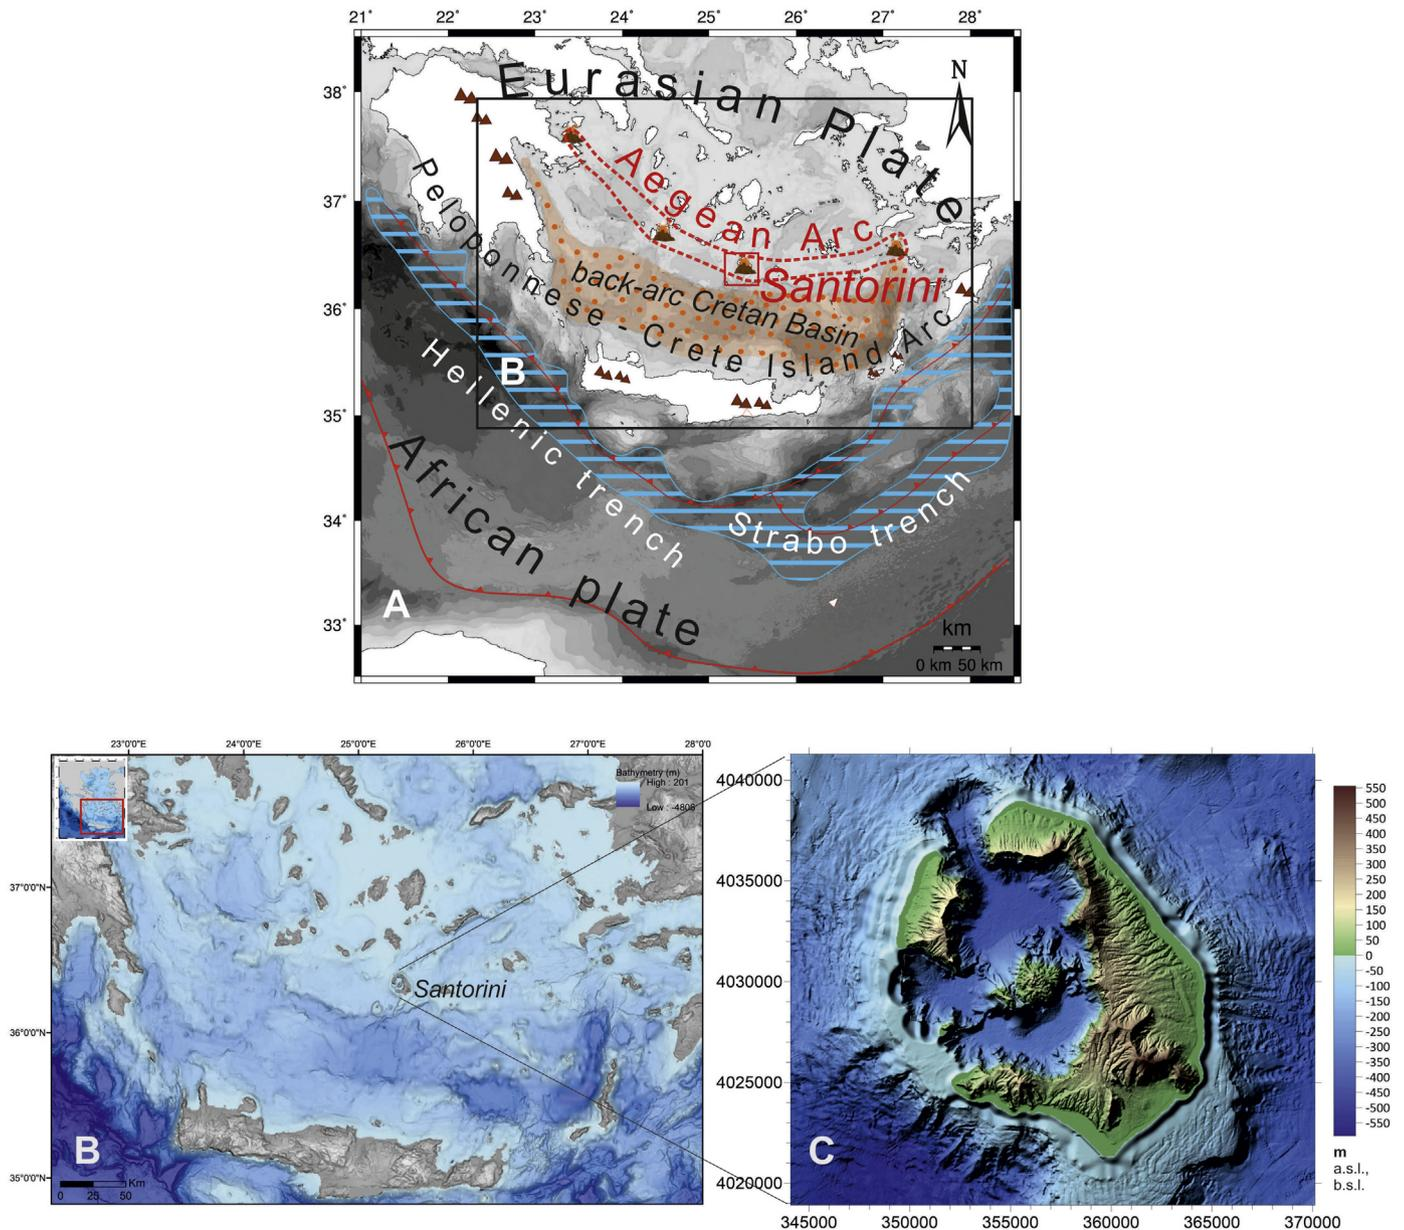 21° 22° 23° 24° 25° 26° 27° 28°
N
38°
Eurasian Plate
37°
Aegean Arc
Santorini
36°
back-arc Cretan Basin
Peloponnese - Crete Island Arc
B
Hellenic trench
35°
African plate
34°
Strabo trench
A
33°
km
0 km 50 km
23°0'0"E 24°0'0"E 25°0'0"E 26°0'0"E 27°0'0"E 28°0'0
Bathymetry (m)
High : 201
Low : -4806
37°0'0"N
Santorini
36°0'0"N
B
35°0'0"N
Km
0 25 50
4040000
4035000
4030000
4025000
4020000
C
345000 350000 355000 360000 365000 370000
550
500
450
400
350
300
250
200
150
100
50
0
-50
-100
-150
-200
-250
-300
-350
-400
-450
-500
-550
m
a.s.l.,
b.s.l.